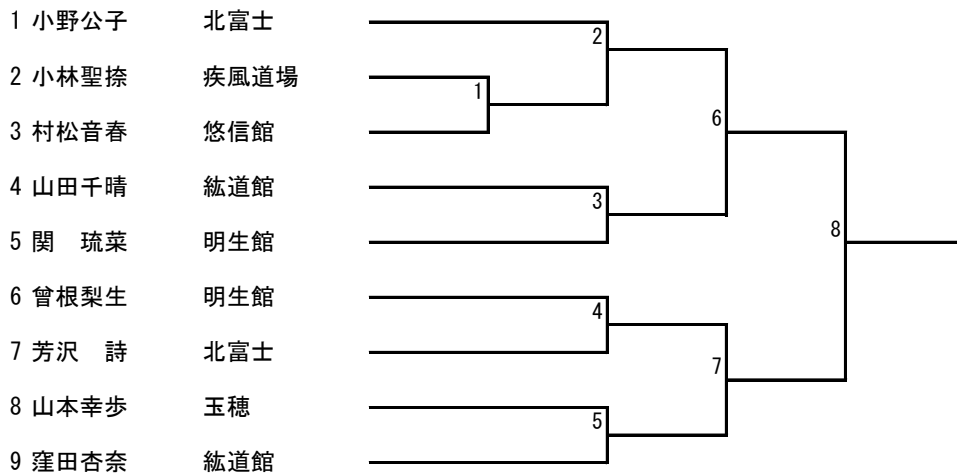 1 小野公子 北富士
2
2 小林聖捺 疾風道場
1
3 村松音春 悠信館
6
4 山田千晴 紘道館
3
5 関　琉菜 明生館
8
6 曾根梨生 明生館
4
7 芳沢　詩 北富士
7
8 山本幸歩 玉穂
5
9 窪田杏奈 紘道館